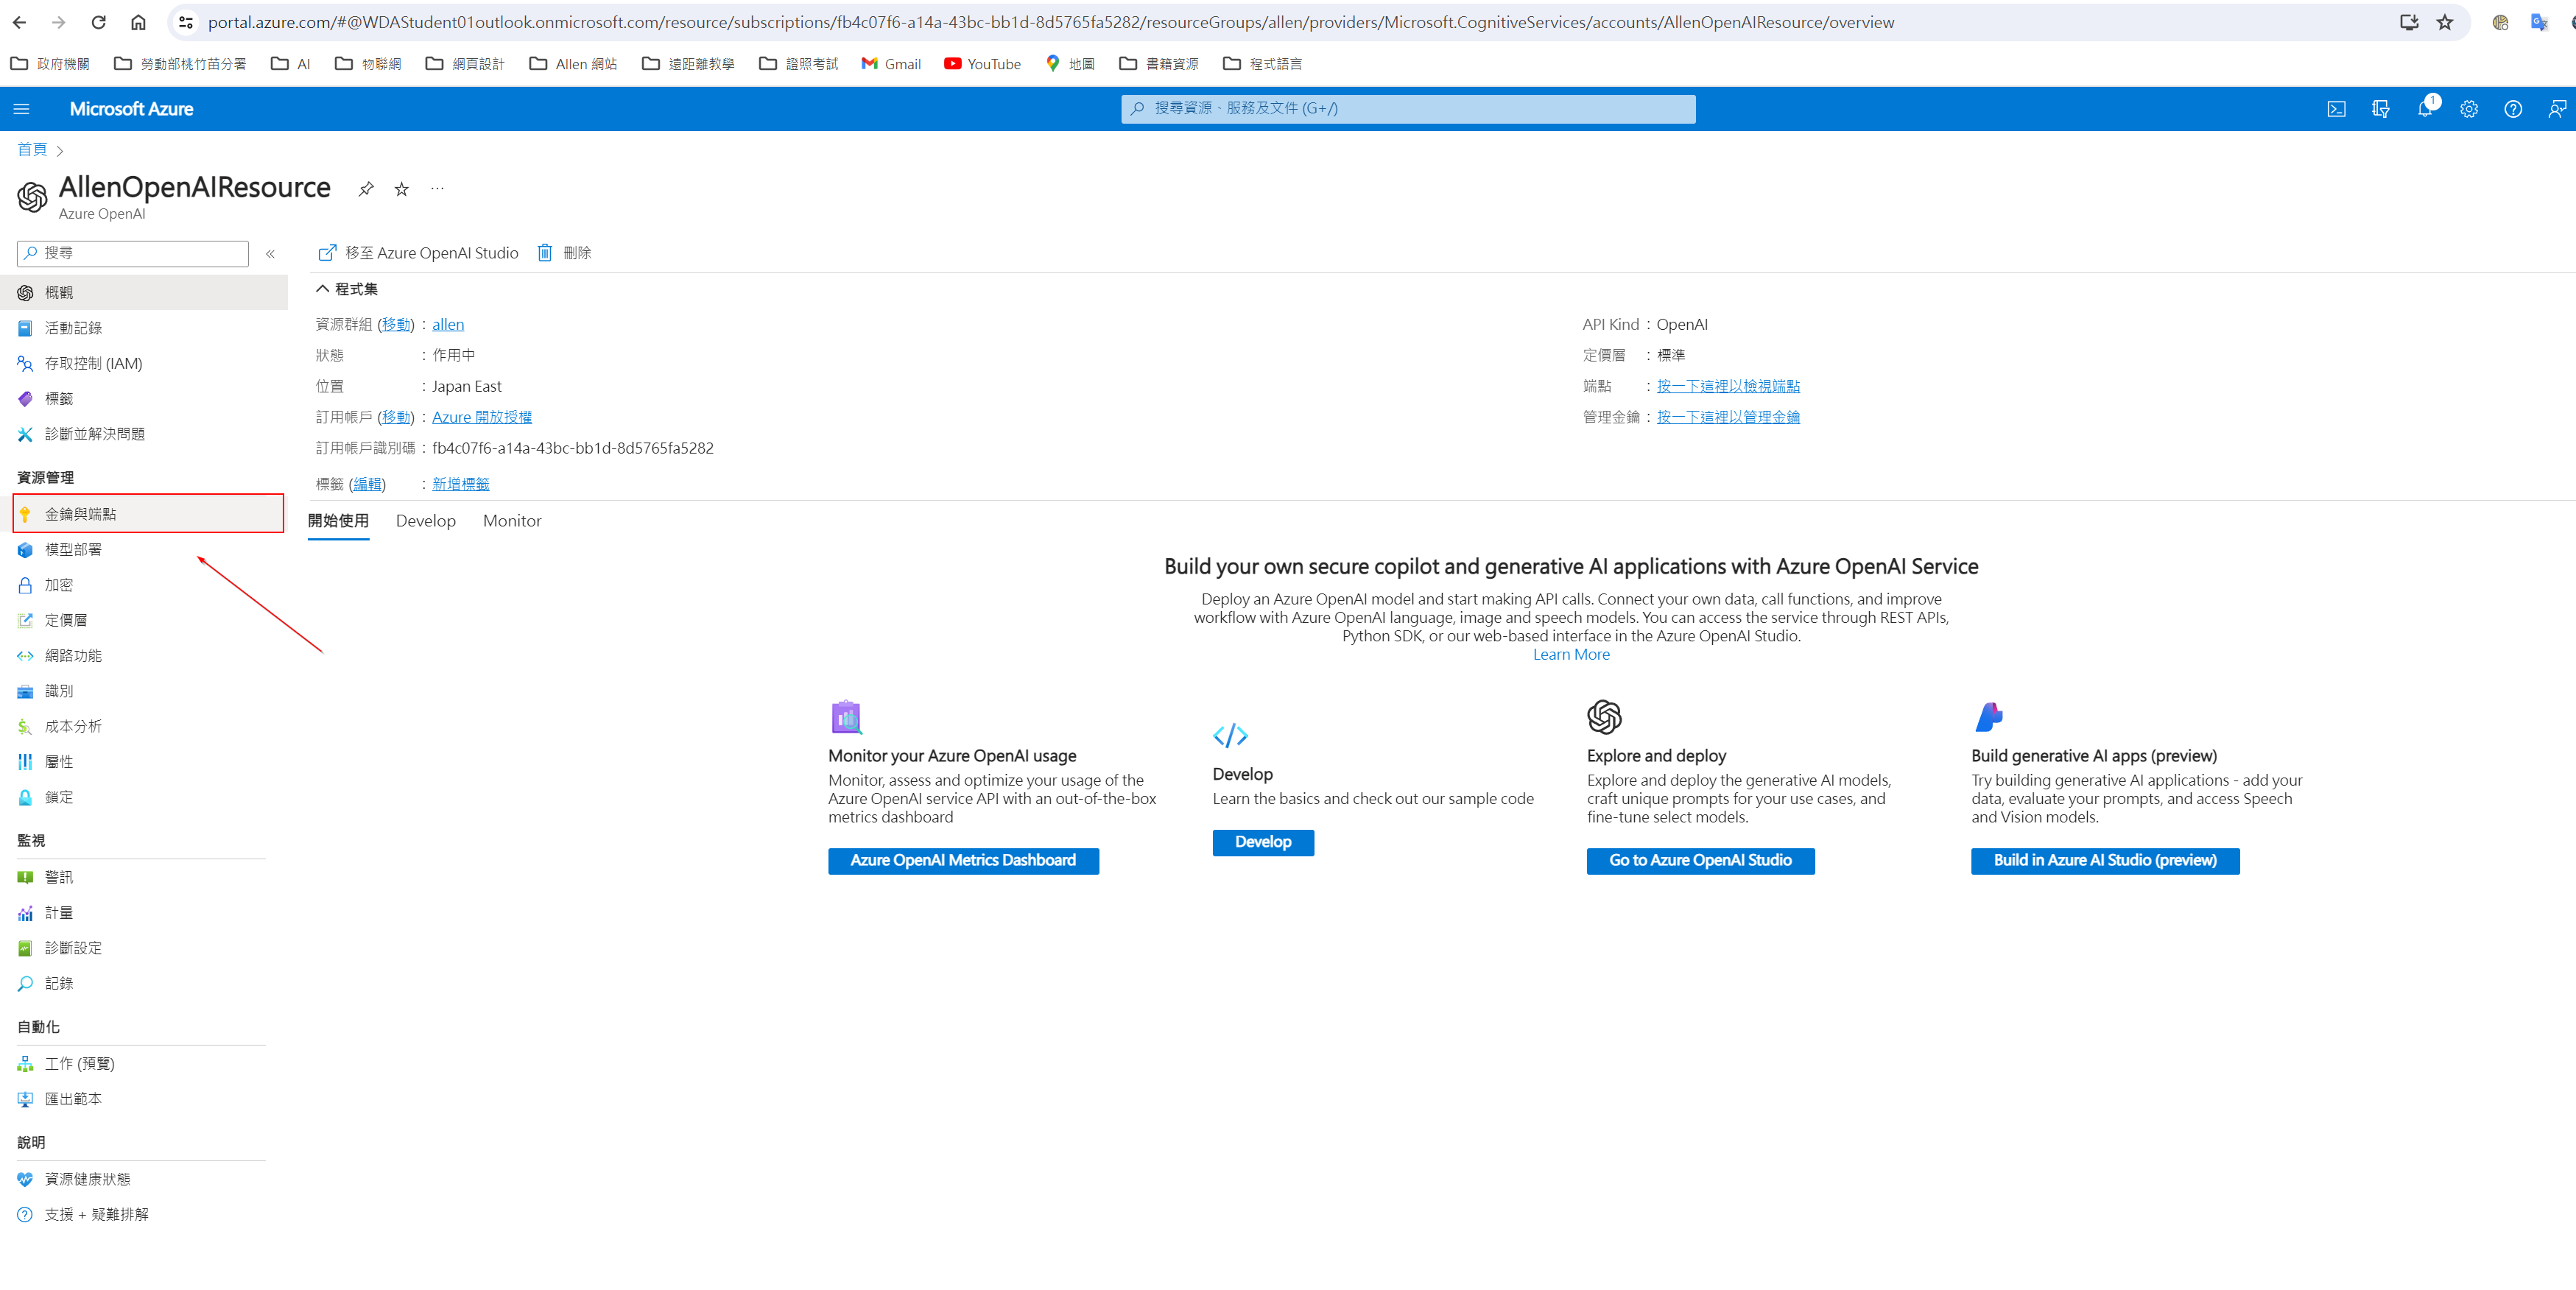 portal.azure.com/#@WDAStudent01outlook.onmicrosoft.com/resource/subscriptions/fb4c07f6-a14a-43bc-bb1d-8d5765fa5282/resourceGroups/allen/providers/Microsoft.CognitiveServices/accounts/AllenOpenAIResource/overview
政府機關 勞動部桃竹苗分署 AI 物聯網 網頁設計 Allen 網站 遠距離教學 證照考試 Gmail YouTube 地圖 書籍資源 程式語言
Microsoft Azure 搜尋資源、服務及文件 (G+/) 1
首頁
AllenOpenAIResource
Azure OpenAI
搜尋
概觀
活動記錄
存取控制 (IAM)
標籤
診斷並解決問題
資源管理
金鑰與端點
模型部署
加密
定價層
網路功能
識別
成本分析
屬性
鎖定
監視
警訊
計量
診斷設定
記錄
自動化
工作 (預覽)
匯出範本
說明
資源健康狀態
支援 + 疑難排解
移至 Azure OpenAI Studio 刪除
程式集
資源群組 (移動) : allen
狀態 : 作用中
位置 : Japan East
訂用帳戶 (移動) : Azure 開放授權
訂用帳戶識別碼 : fb4c07f6-a14a-43bc-bb1d-8d5765fa5282
標籤 (編輯) : 新增標籤
API Kind : OpenAI
定價層 : 標準
端點 : 按一下這裡以檢視端點
管理金鑰 : 按一下這裡以管理金鑰
開始使用 Develop Monitor
Build your own secure copilot and generative AI applications with Azure OpenAI Service
Deploy an Azure OpenAI model and start making API calls. Connect your own data, call functions, and improve
workflow with Azure OpenAI language, image and speech models. You can access the service through REST APIs,
Python SDK, or our web-based interface in the Azure OpenAI Studio.
Learn More
Monitor your Azure OpenAI usage
Monitor, assess and optimize your usage of the
Azure OpenAI service API with an out-of-the-box
metrics dashboard
Azure OpenAI Metrics Dashboard
Develop
Learn the basics and check out our sample code
Develop
Explore and deploy
Explore and deploy the generative AI models,
craft unique prompts for your use cases, and
fine-tune select models.
Go to Azure OpenAI Studio
Build generative AI apps (preview)
Try building generative AI applications - add your
data, evaluate your prompts, and access Speech
and Vision models.
Build in Azure AI Studio (preview)